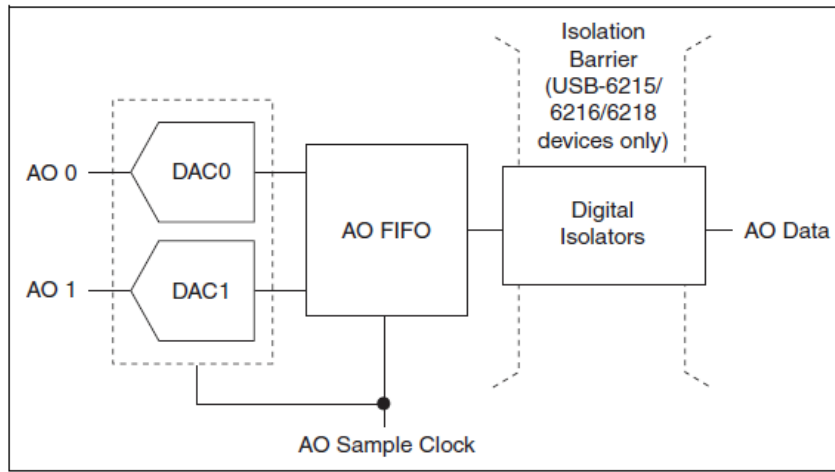 Isolation
Barrier
(USB-6215/
6216/6218
devices only)
AO 0
DAC0
AO FIFO
Digital
Isolators
AO Data
AO 1
DAC1
AO Sample Clock